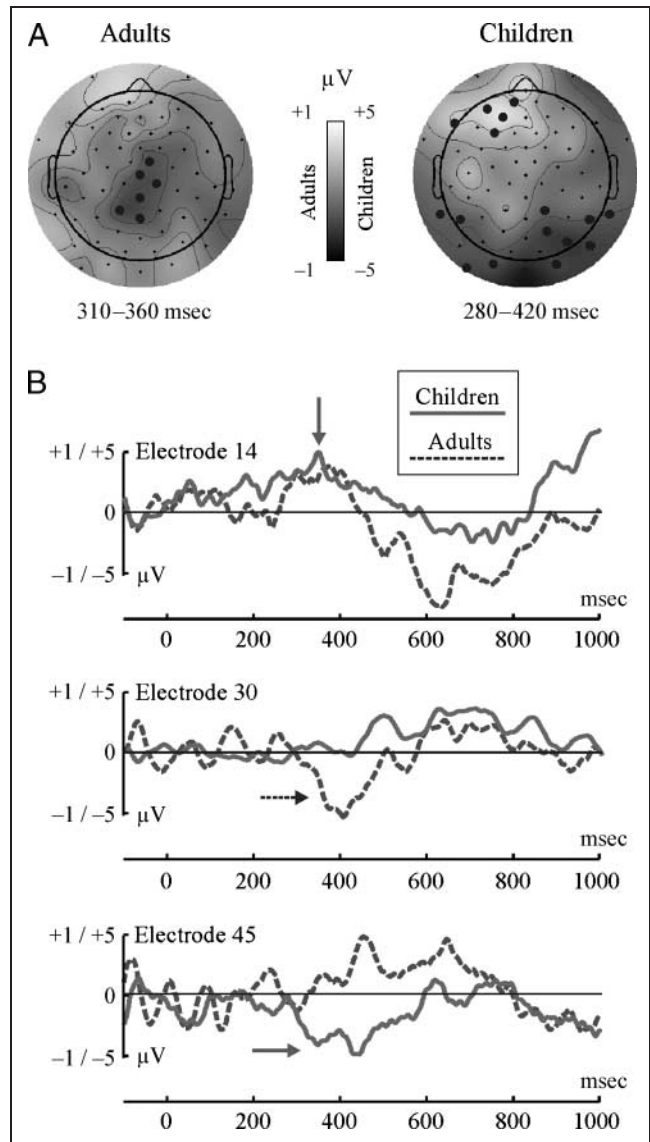 A
Adults
Children
µV
+1 +5
Adults
Children
−1 −5
310–360 msec
280–420 msec
B
Children
Adults
+1 / +5
Electrode 14
0
−1 / −5
µV
msec
0 200 400 600 800 1000
+1 / +5
Electrode 30
0
−1 / −5
µV
msec
0 200 400 600 800 1000
+1 / +5
Electrode 45
0
−1 / −5
µV
msec
0 200 400 600 800 1000